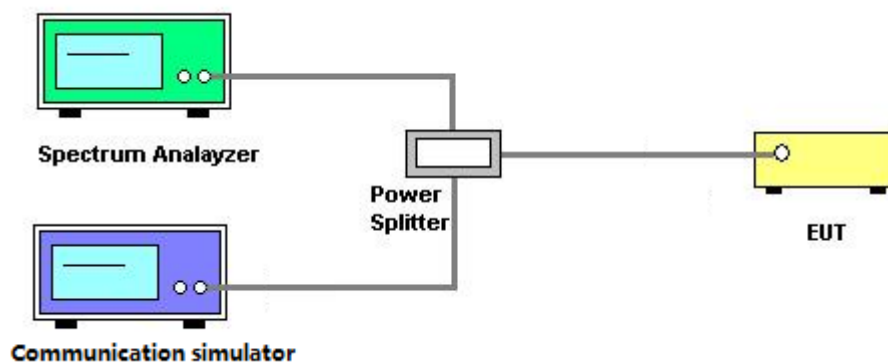 Spectrum Analayzer
Power
Splitter
EUT
Communication simulator